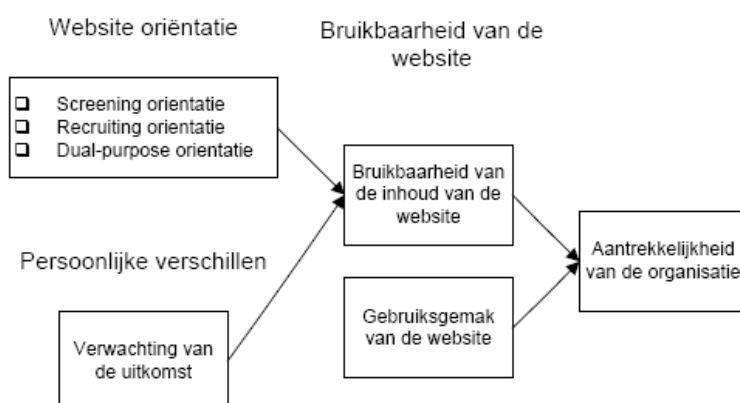 Website oriëntatie
Bruikbaarheid van de
website
Screening orientatie
Recruiting orientatie
Dual-purpose orientatie
Bruikbaarheid van
de inhoud van de
website
Aantrekkelijkheid
van de organisatie
Persoonlijke verschillen
Gebruiksgemak
van de website
Verwachting van
de uitkomst